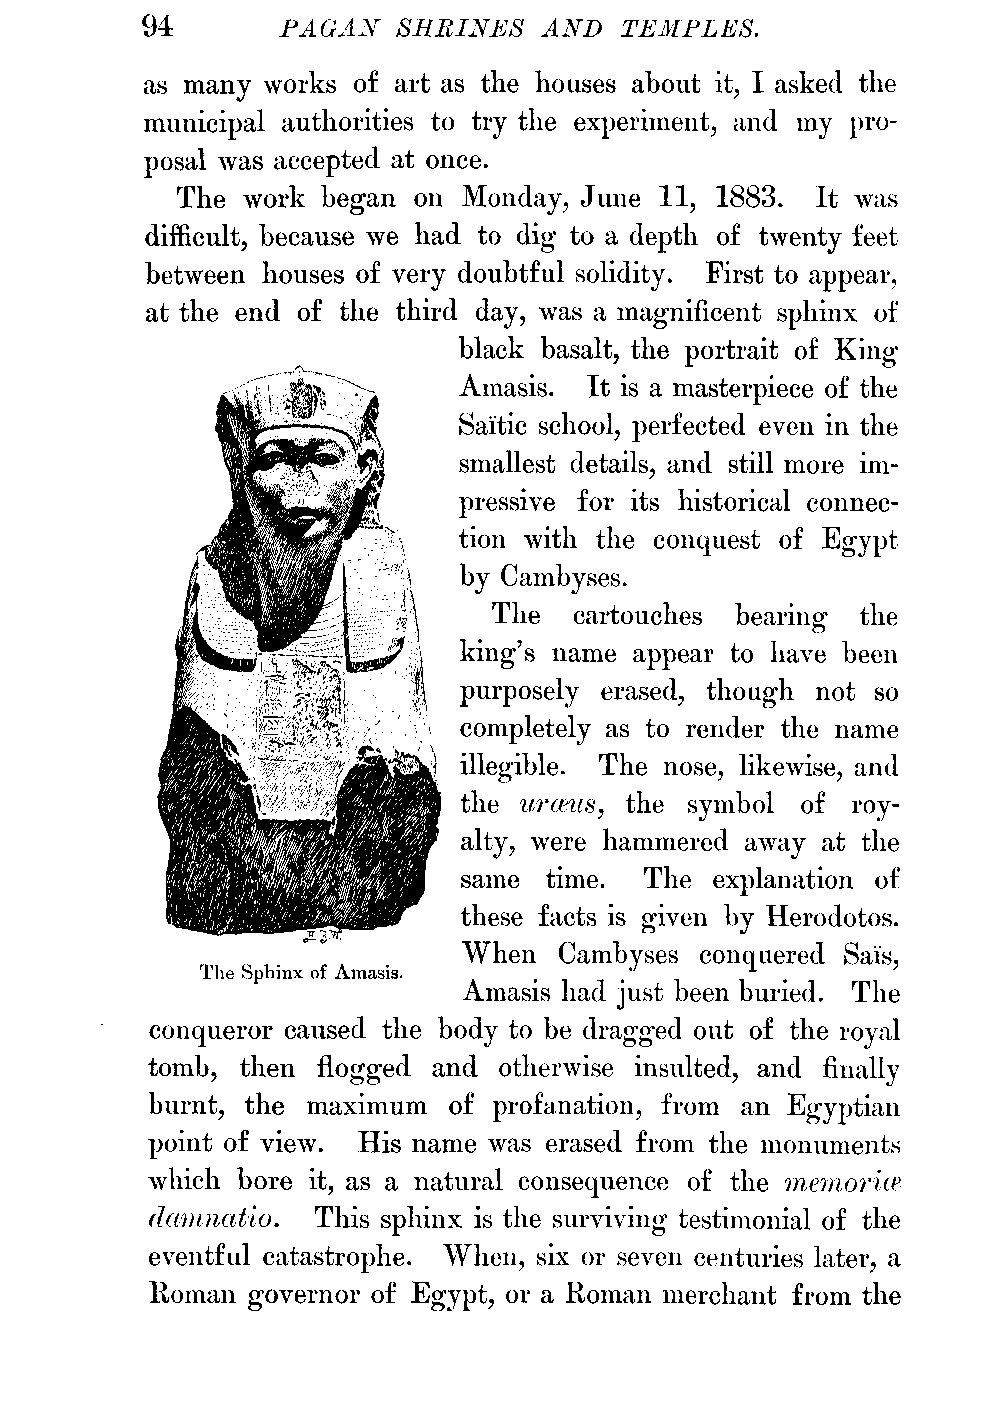 94 PAGAN SHRINES AND TEMPLES.
as many works of art as the houses about it, I asked the
municipal authorities to try the experiment, and my pro-
posal was accepted at once.
The work began on Monday, June 11, 1883. It was
difficult, because we had to dig to a depth of twenty feet
between houses of very doubtful solidity. First to appear,
at the end of the third day, was a magnificent sphinx of
black basalt, the portrait of King
Amasis. It is a masterpiece of the
Saïtic school, perfected even in the
smallest details, and still more im-
pressive for its historical connec-
tion with the conquest of Egypt
by Cambyses.
The cartouches bearing the
king's name appear to have been
purposely erased, though not so
completely as to render the name
illegible. The nose, likewise, and
the uræus, the symbol of roy-
alty, were hammered away at the
same time. The explanation of
these facts is given by Herodotos.
When Cambyses conquered Saïs,
Amasis had just been buried. The
The Sphinx of Amasis.
conqueror caused the body to be dragged out of the royal
tomb, then flogged and otherwise insulted, and finally
burnt, the maximum of profanation, from an Egyptian
point of view. His name was erased from the monuments
which bore it, as a natural consequence of the memoriæ
damnatio. This sphinx is the surviving testimonial of the
eventful catastrophe. When, six or seven centuries later, a
Roman governor of Egypt, or a Roman merchant from the